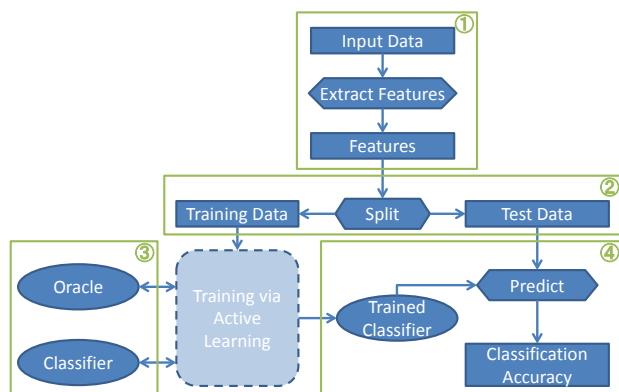 ①
Input Data
Extract Features
Features
②
Training Data
Split
Test Data
③
④
Oracle
Training via
Active
Learning
Trained
Classifier
Predict
Classifier
Classification
Accuracy